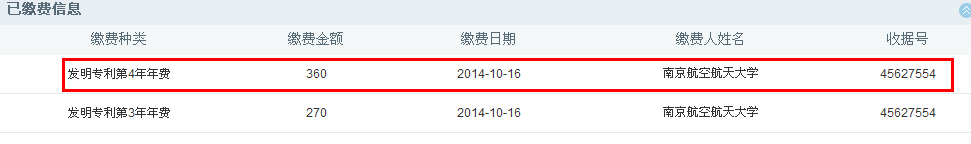 已缴费信息
缴费种类 缴费金额 缴费日期 缴费人姓名 收据号
发明专利第4年年费 360 2014-10-16 南京航空航天大学 45627554
发明专利第3年年费 270 2014-10-16 南京航空航天大学 45627554